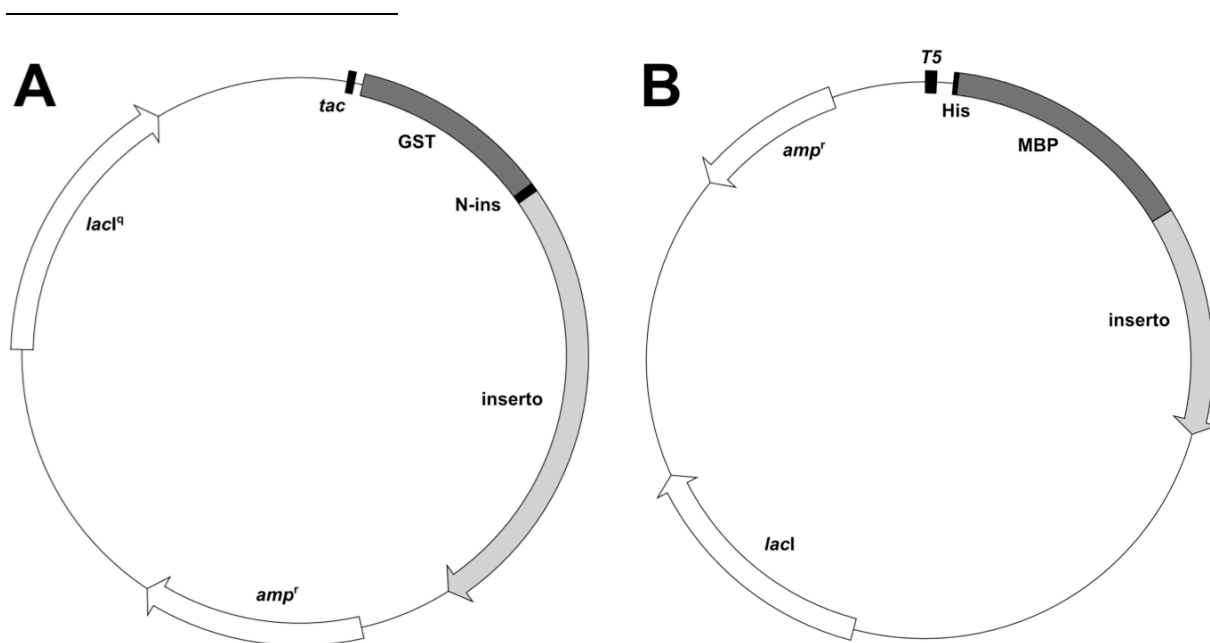 A
tac
GST
N-ins
lacIq
inserto
ampr
B
T5
His
MBP
ampr
inserto
lacI